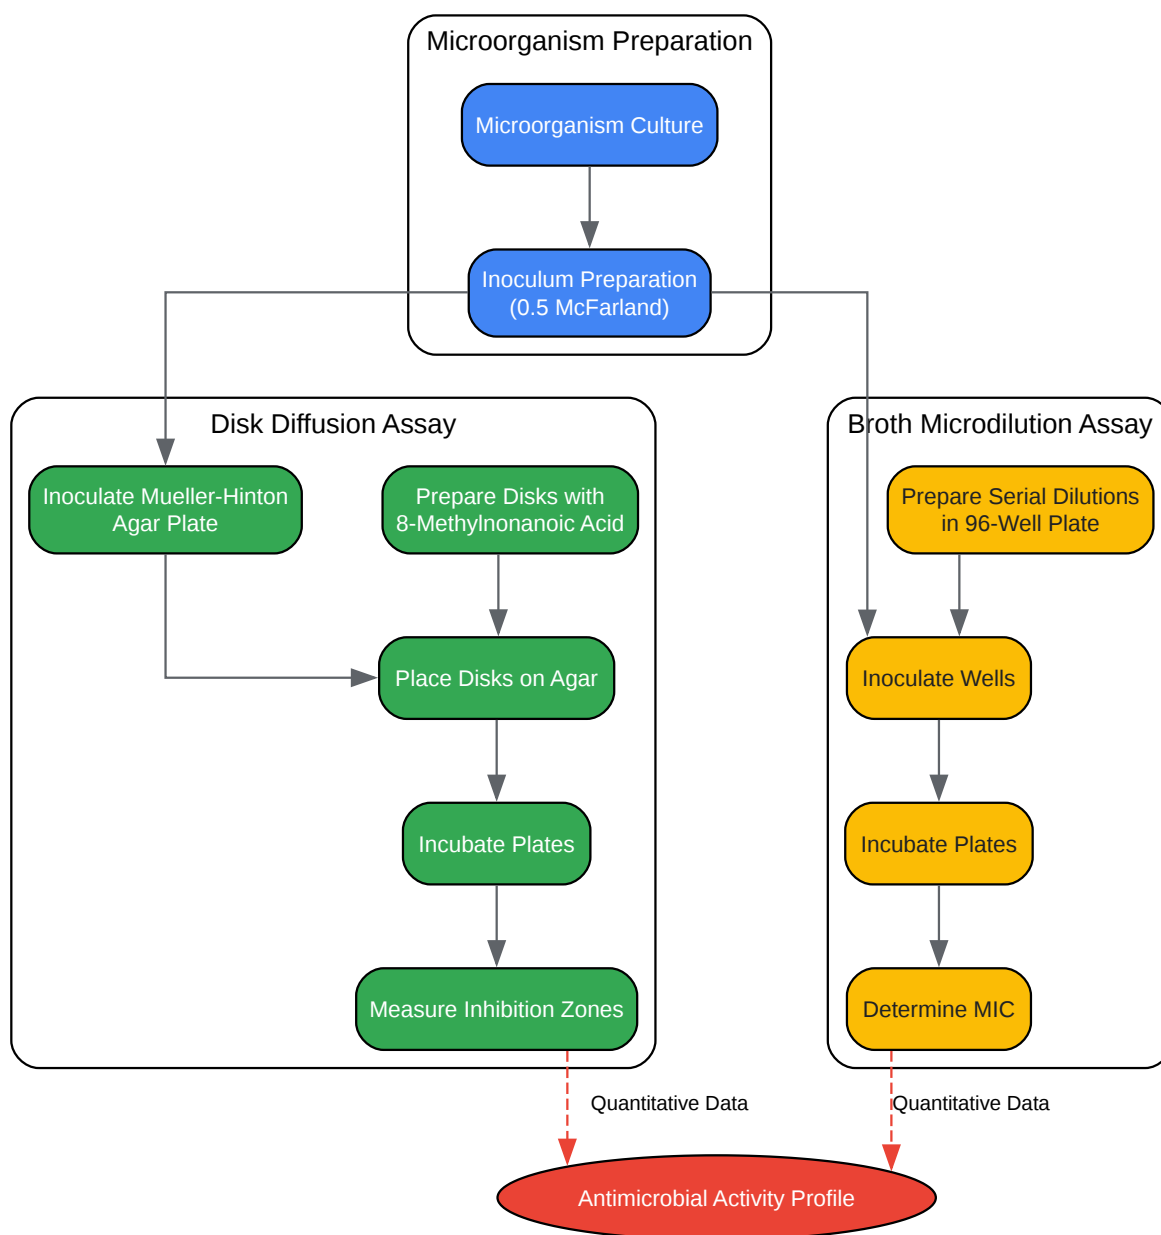 Microorganism Preparation
Microorganism Culture
Inoculum Preparation
(0.5 McFarland)
Disk Diffusion Assay
Inoculate Mueller-Hinton
Agar Plate
Prepare Disks with
8-Methylnonanoic Acid
Place Disks on Agar
Incubate Plates
Measure Inhibition Zones
Broth Microdilution Assay
Prepare Serial Dilutions
in 96-Well Plate
Inoculate Wells
Incubate Plates
Determine MIC
Quantitative Data
Quantitative Data
Antimicrobial Activity Profile